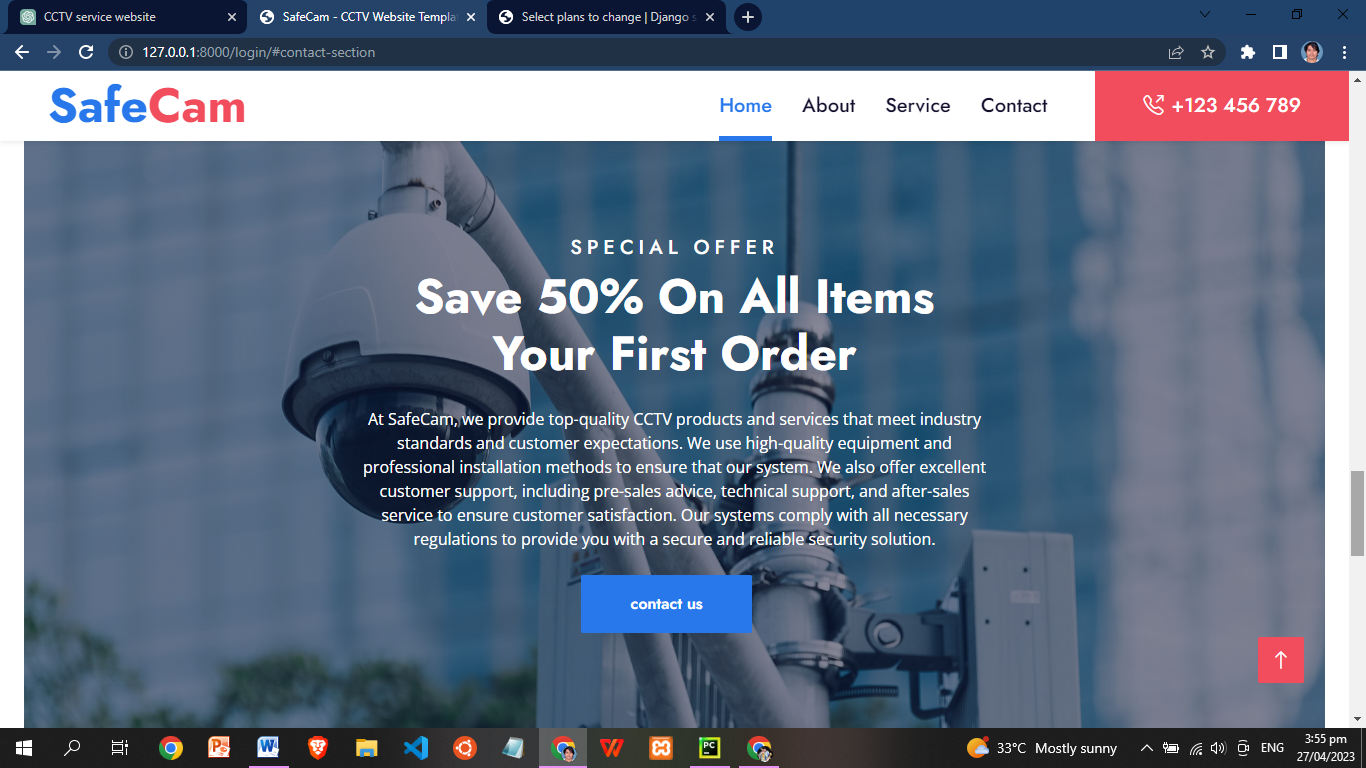 CCTV service website
SafeCam - CCTV Website Templa
Select plans to change | Django s
127.0.0.1:8000/login/#contact-section
SafeCam
Home
About
Service
Contact
+123 456 789
SPECIAL OFFER
Save 50% On All Items
Your First Order
At SafeCam, we provide top-quality CCTV products and services that meet industry
standards and customer expectations. We use high-quality equipment and
professional installation methods to ensure that our system. We also offer excellent
customer support, including pre-sales advice, technical support, and after-sales
service to ensure customer satisfaction. Our systems comply with all necessary
regulations to provide you with a secure and reliable security solution.
contact us
33°C Mostly sunny
ENG
3:55 pm
27/04/2023